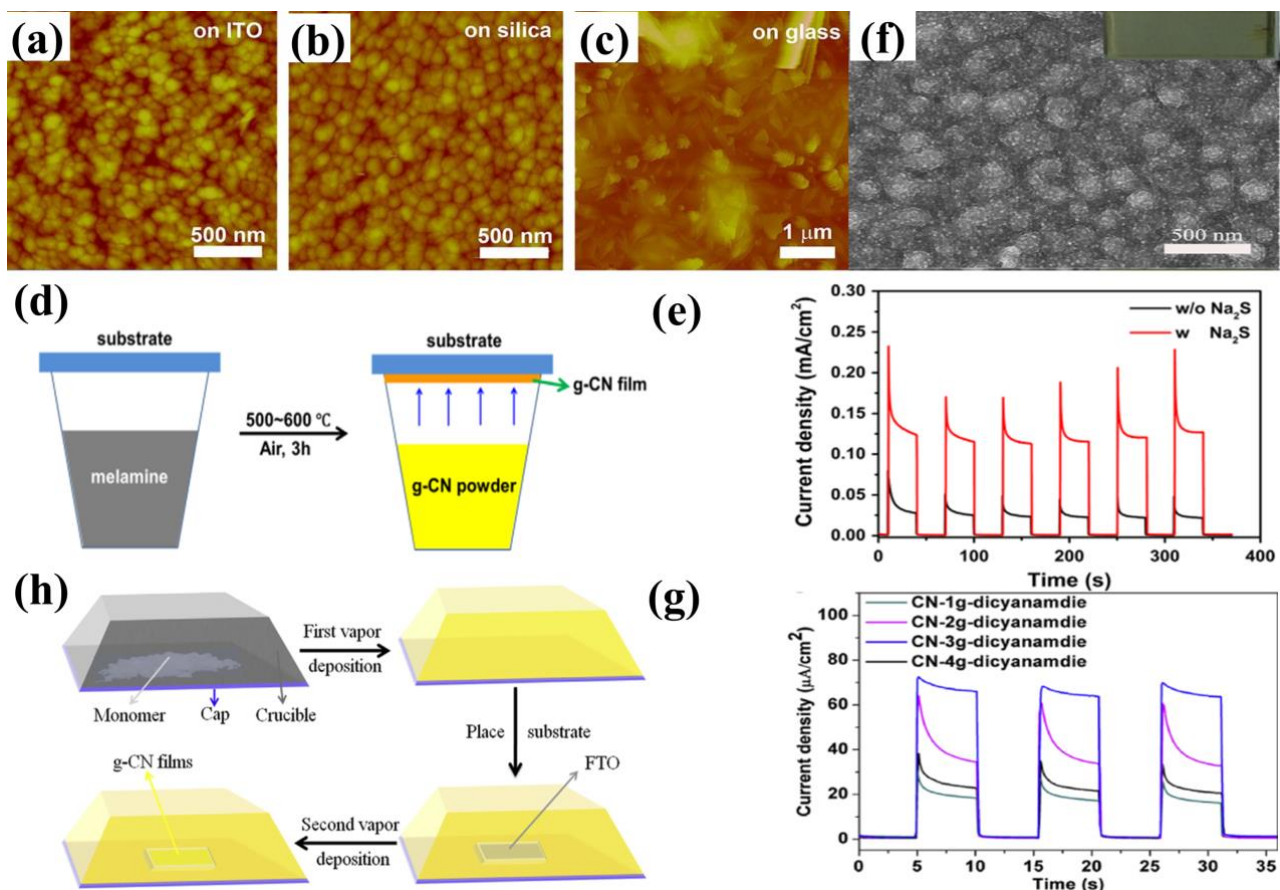 (a)
on ITO
500 nm
(b)
on silica
500 nm
(c)
on glass
1 μm
(f)
500 nm
(d)
substrate
melamine
500~600 ℃
Air, 3h
substrate
g-CN film
g-CN powder
(e)
w/o Na₂S
w Na₂S
Current density (mA/cm²)
0.30
0.25
0.20
0.15
0.10
0.05
0.00
0 100 200 300 400
Time (s)
(h)
Monomer
Cap
Crucible
First vapor
deposition
Place substrate
FTO
Second vapor
deposition
g-CN films
(g)
CN-1g-dicyanamdie
CN-2g-dicyanamdie
CN-3g-dicyanamdie
CN-4g-dicyanamdie
Current density (μA/cm²)
100
80
60
40
20
0
0 5 10 15 20 25 30 35
Time (s)